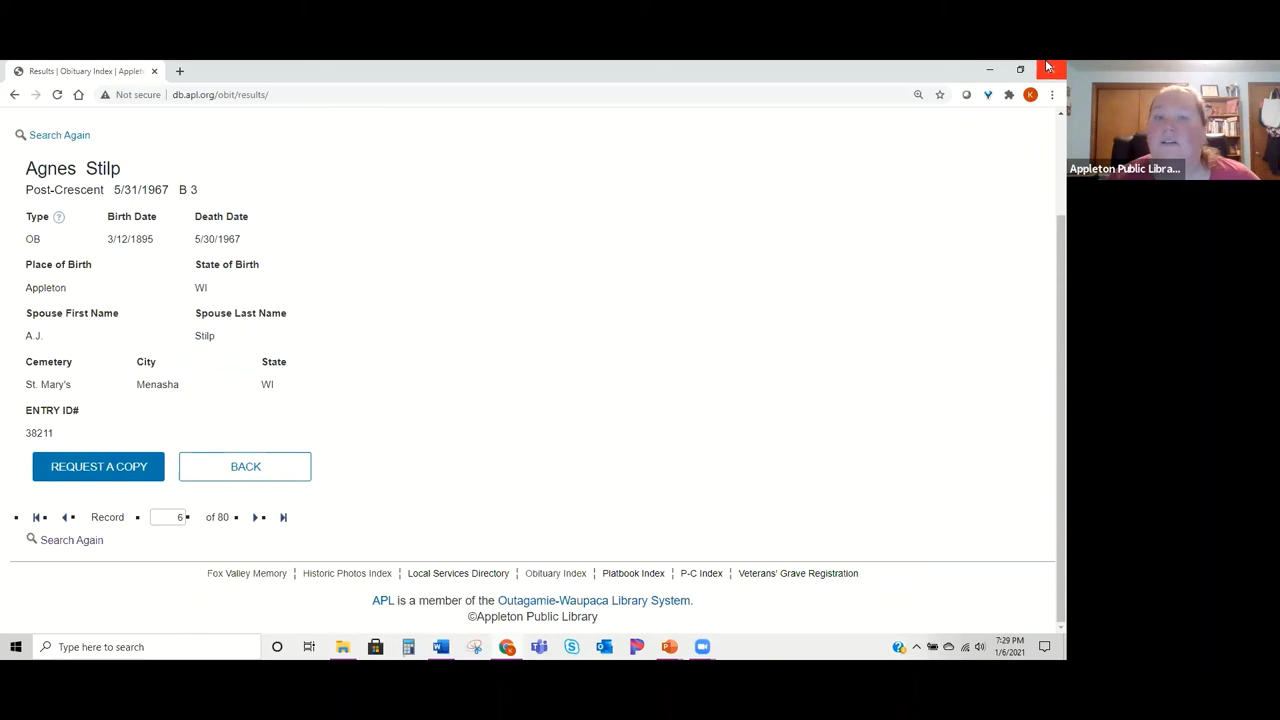 Results | Obituary Index | Applet
Not secure db.apl.org/obit/results/
Search Again
Agnes Stilp
Post-Crescent 5/31/1967 B 3
Type ? Birth Date Death Date
OB 3/12/1895 5/30/1967
Place of Birth State of Birth
Appleton WI
Spouse First Name Spouse Last Name
A.J. Stilp
Cemetery City State
St. Mary's Menasha WI
ENTRY ID#
38211
REQUEST A COPY BACK
Record 6 of 80
Search Again
Fox Valley Memory ¦ Historic Photos Index ¦ Local Services Directory ¦ Obituary Index ¦ Platbook Index ¦ P-C Index ¦ Veterans' Grave Registration
APL is a member of the Outagamie-Waupaca Library System.
©Appleton Public Library
Type here to search
7:29 PM
1/6/2021
K
Appleton Public Libra...